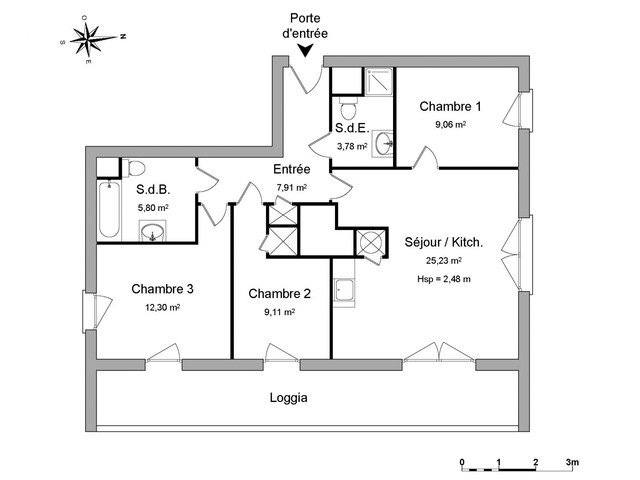 Porte
d'entrée
O
N
S
E
Chambre 1
9,06 m²
S.d.E.
3,78 m²
Entrée
7,91 m²
S.d.B.
5,80 m²
Séjour / Kitch.
25,23 m²
Hsp = 2,48 m
Chambre 3
12,30 m²
Chambre 2
9,11 m²
Loggia
0 1 2 3m